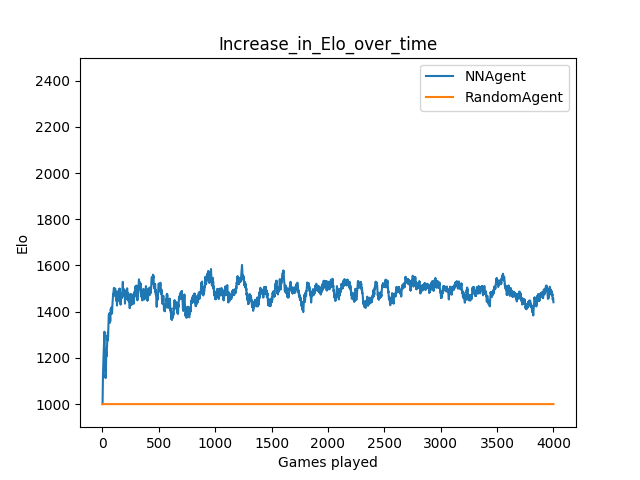 Increase_in_Elo_over_time
NNAgent
RandomAgent
2400
2200
2000
1800
1600
1400
1200
1000
Elo
0 500 1000 1500 2000 2500 3000 3500 4000
Games played